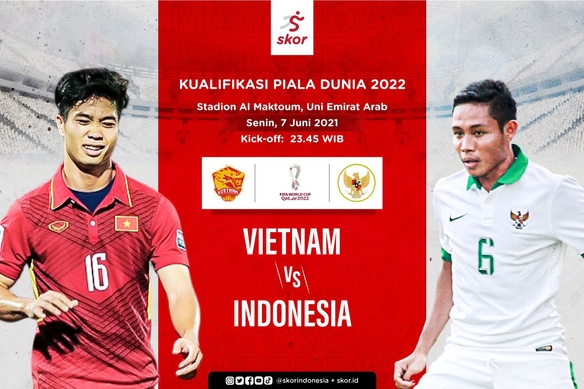 skor
KUALIFIKASI PIALA DUNIA 2022
Stadion Al Maktoum, Uni Emirat Arab
Senin, 7 Juni 2021
Kick-off: 23.45 WIB
VIETNAM
FIFA WORLD CUP
Qatar2022
VIETNAM
VS
INDONESIA
16
6
@skorindonesia • skor.id